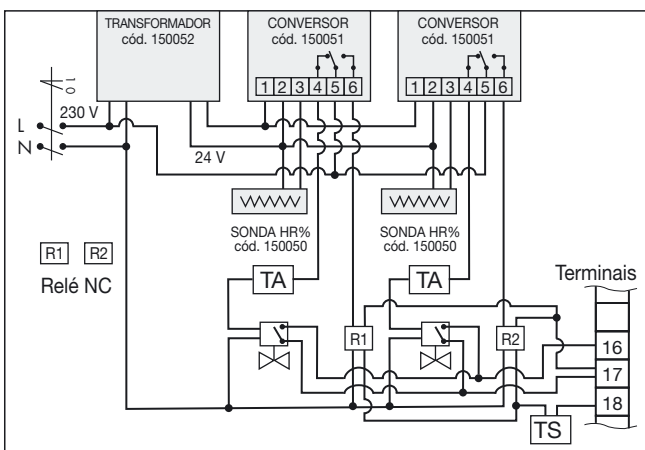 TRANSFORMADOR
cód. 150052
CONVERSOR
cód. 150051
1 2 3 4 5 6
CONVERSOR
cód. 150051
1 2 3 4 5 6
1
0
230 V
L
N
24 V
SONDA HR%
cód. 150050
SONDA HR%
cód. 150050
R1 R2
Relé NC
TA
TA
Terminais
R1
R2
16
17
18
TS